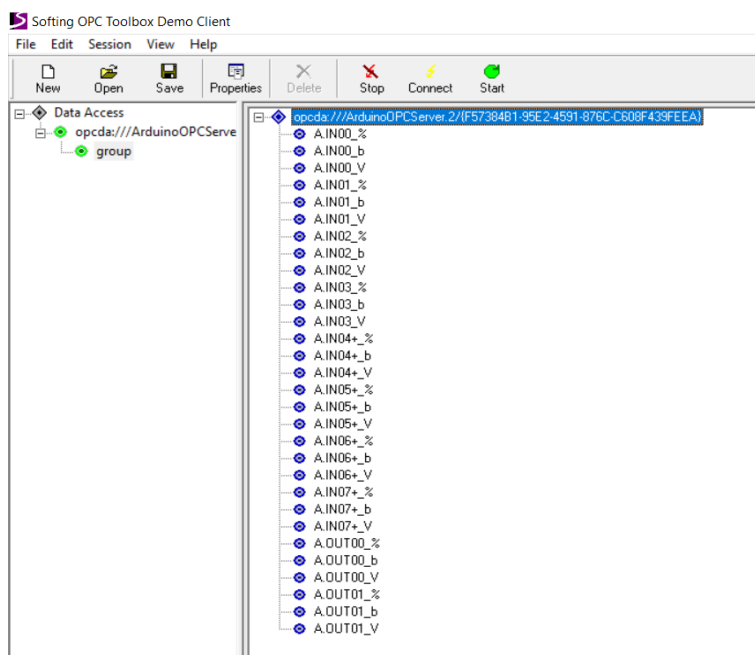 Softing OPC Toolbox Demo Client
File Edit Session View Help
New Open Save Properties Delete Stop Connect Start
Data Access
opcda:///ArduinoOPCServe
group
opcda:///ArduinoOPCServer.2/{F57384B1-95E2-4591-876C-C608F439FEEA}
A.IN00_%
A.IN00_b
A.IN00_V
A.IN01_%
A.IN01_b
A.IN01_V
A.IN02_%
A.IN02_b
A.IN02_V
A.IN03_%
A.IN03_b
A.IN03_V
A.IN04+_%
A.IN04+_b
A.IN04+_V
A.IN05+_%
A.IN05+_b
A.IN05+_V
A.IN06+_%
A.IN06+_b
A.IN06+_V
A.IN07+_%
A.IN07+_b
A.IN07+_V
A.OUT00_%
A.OUT00_b
A.OUT00_V
A.OUT01_%
A.OUT01_b
A.OUT01_V